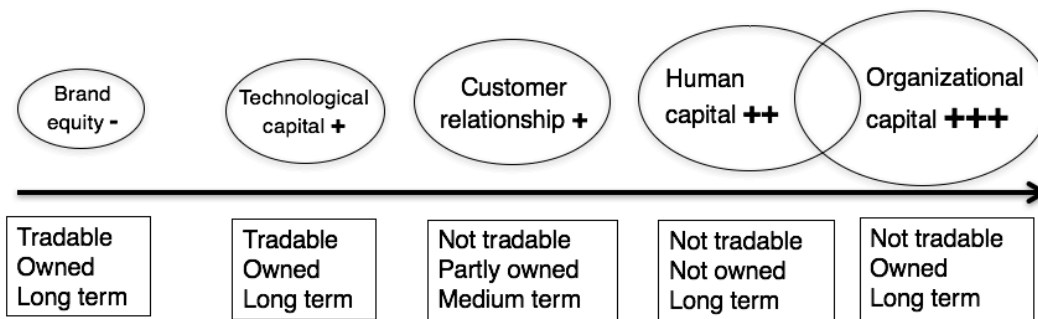 Brand
equity -
Technological
capital +
Customer
relationship +
Human
capital ++
Organizational
capital +++
Tradable
Owned
Long term
Tradable
Owned
Long term
Not tradable
Partly owned
Medium term
Not tradable
Not owned
Long term
Not tradable
Owned
Long term